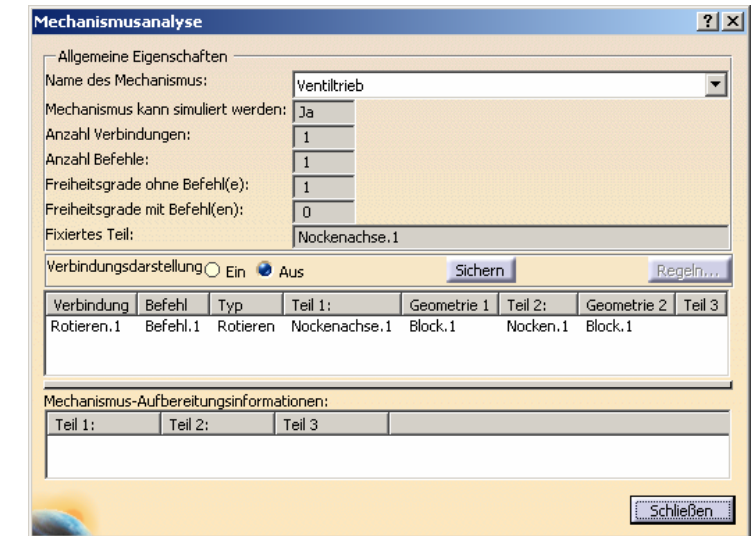 Mechanismusanalyse
Allgemeine Eigenschaften
Name des Mechanismus: Ventiltrieb
Mechanismus kann simuliert werden: Ja
Anzahl Verbindungen: 1
Anzahl Befehle: 1
Freiheitsgrade ohne Befehl(e): 1
Freiheitsgrade mit Befehl(en): 0
Fixiertes Teil: Nockenachse.1
Verbindungsdarstellung Ein Aus Sichern Regeln...
Verbindung Befehl Typ Teil 1: Geometrie 1 Teil 2: Geometrie 2 Teil 3
Rotieren.1 Befehl.1 Rotieren Nockenachse.1 Block.1 Nocken.1 Block.1
Mechanismus-Aufbereitungsinformationen:
Teil 1: Teil 2: Teil 3
Schließen